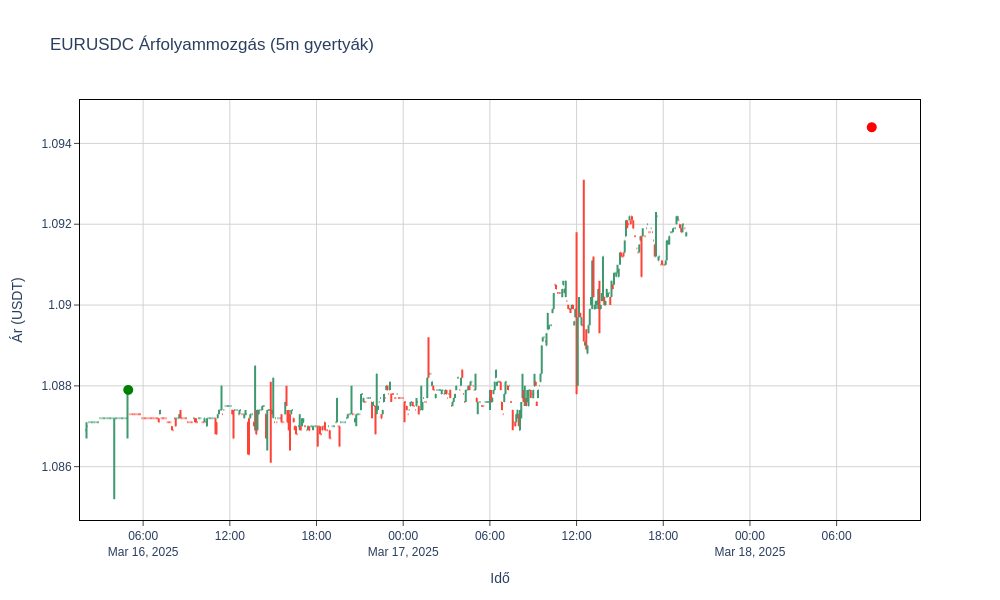 EURUSDC Árfolyammozgás (5m gyertyák)
1.094
1.092
1.09
1.088
1.086
Ár (USDT)
06:00 12:00 18:00 00:00 06:00 12:00 18:00 00:00 06:00
Mar 16, 2025 Mar 17, 2025 Mar 18, 2025
Idő